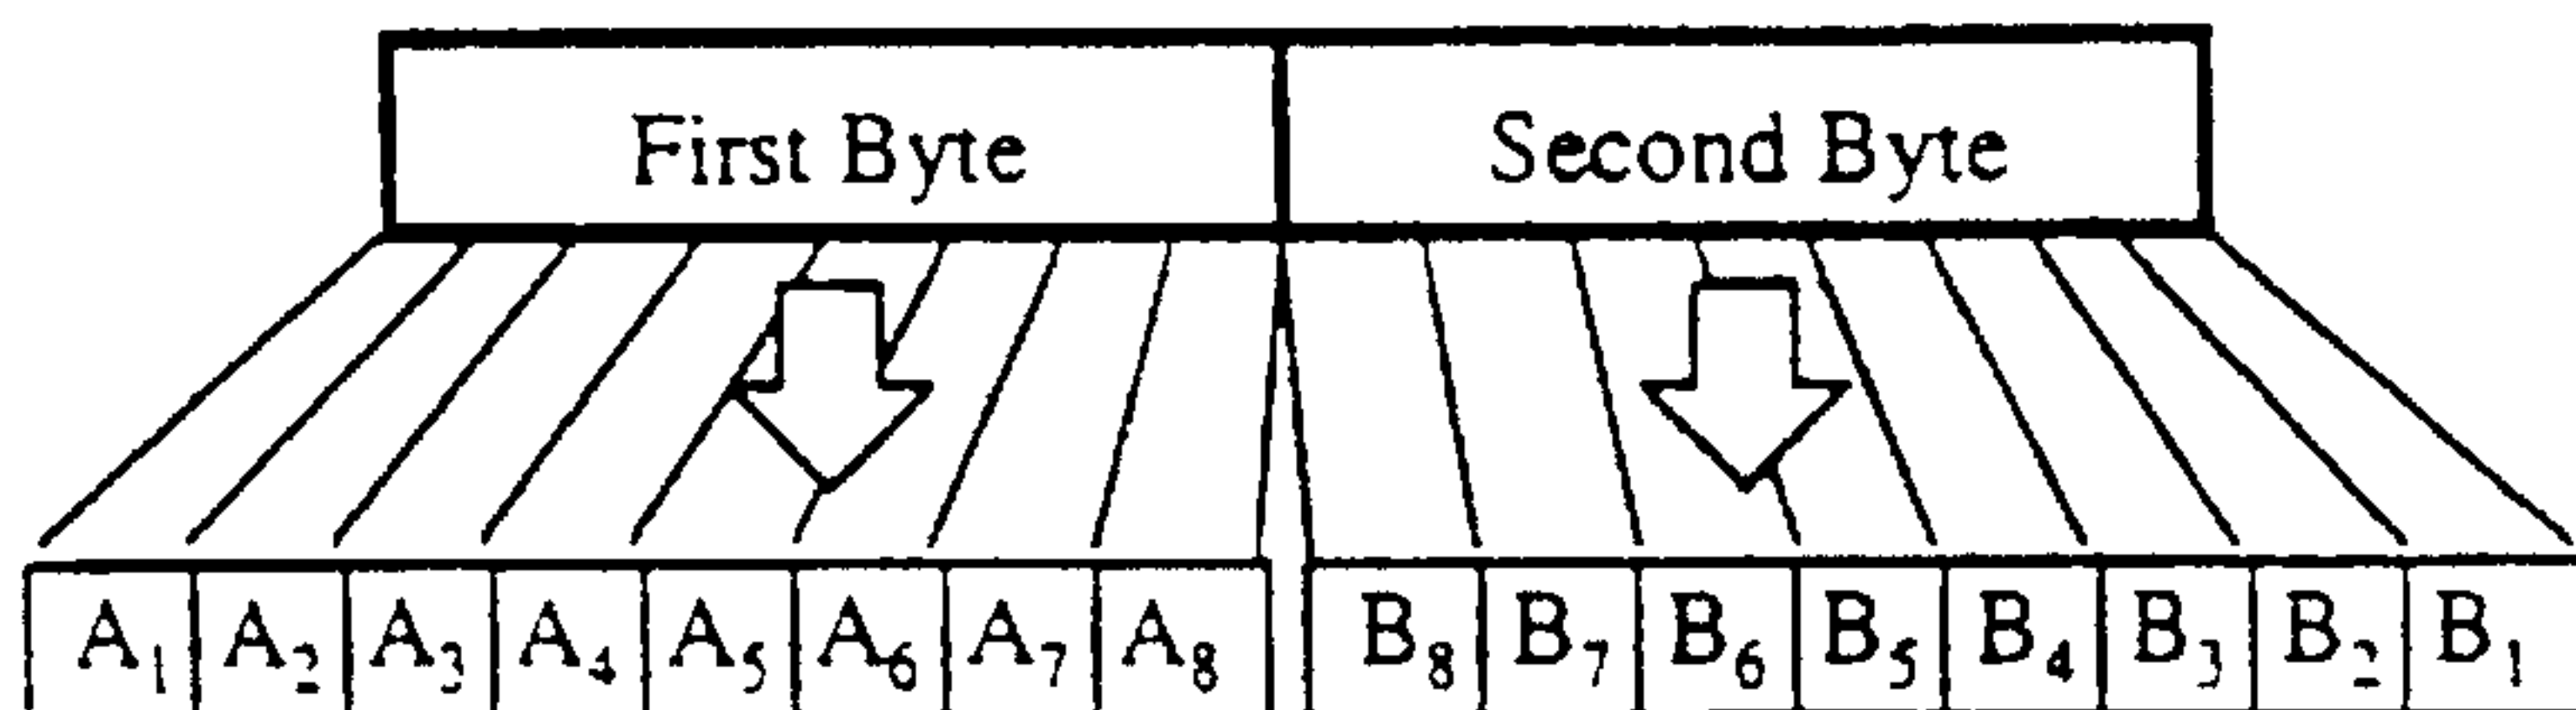 First Byte Second Byte
A₁ A₂ A₃ A₄ A₅ A₆ A₇ A₈ B₈ B₇ B₆ B₅ B₄ B₃ B₂ B₁